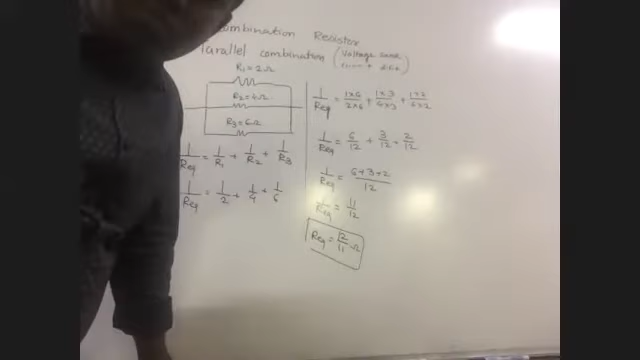 ombination Resistor
arallel combination (Voltage same
R1 = 2Ω
R2 = 4Ω
R3 = 6Ω
1/Req = 1/R1 + 1/R2 + 1/R3
1/Req = 1/2 + 1/4 + 1/6
1/Req = 1×6/2×6 + 1×3/4×3 + 1×2/6×2
1/Req = 6/12 + 3/12 + 2/12
1/Req = 6+3+2/12
1/Req = 11/12
Req = 12/11 Ω